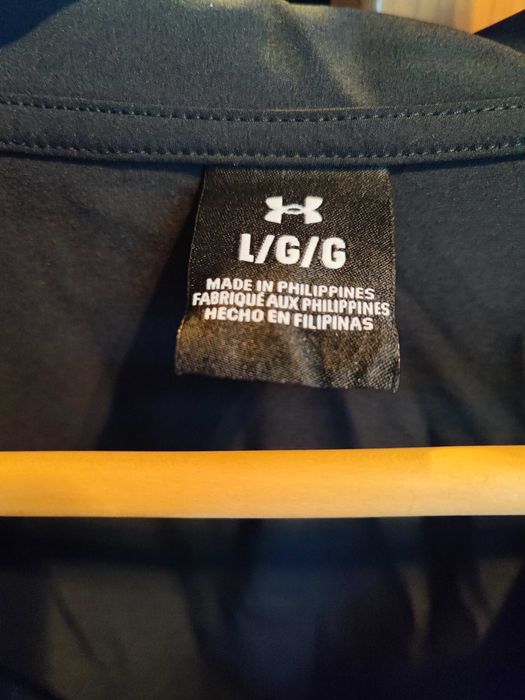 L/G/G
MADE IN PHILIPPINES
FABRIQUÉ AUX PHILIPPINES
HECHO EN FILIPINAS